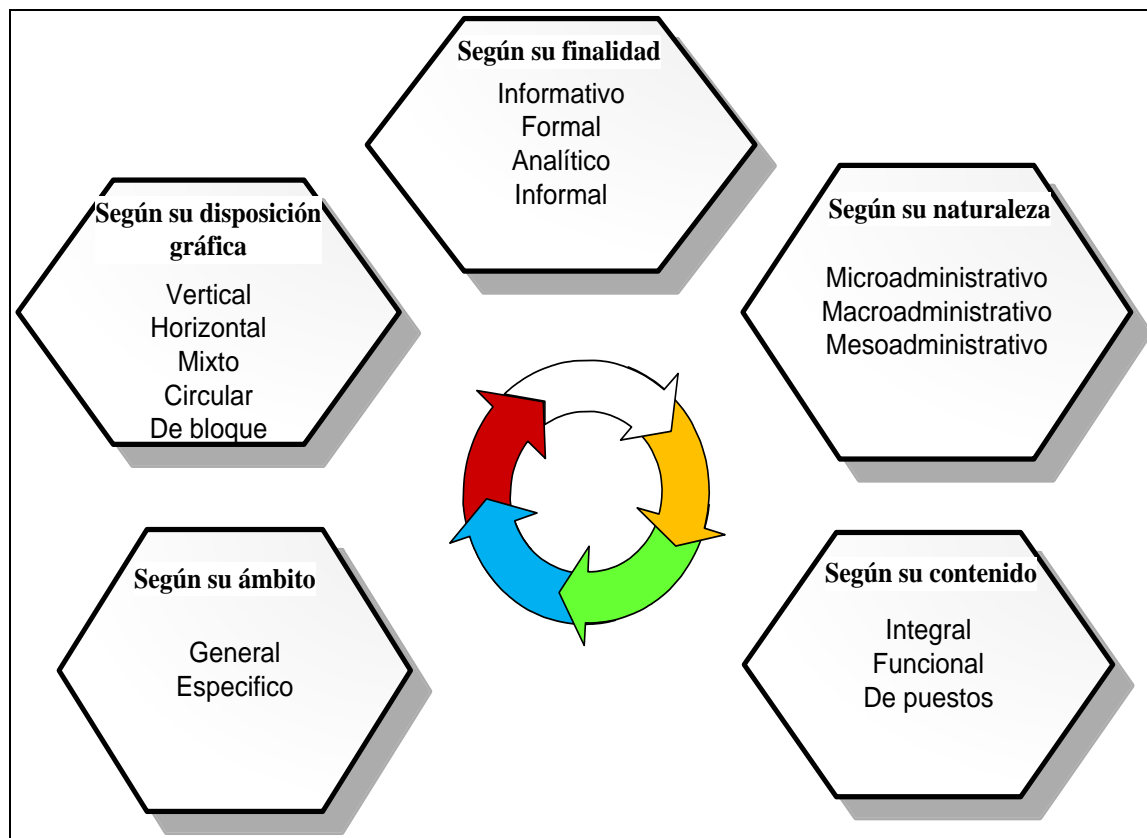 Según su finalidad
Informativo
Formal
Analítico
Informal
Según su disposición
gráfica
Vertical
Horizontal
Mixto
Circular
De bloque
Según su naturaleza
Microadministrativo
Macroadministrativo
Mesoadministrativo
Según su ámbito
General
Especifico
Según su contenido
Integral
Funcional
De puestos